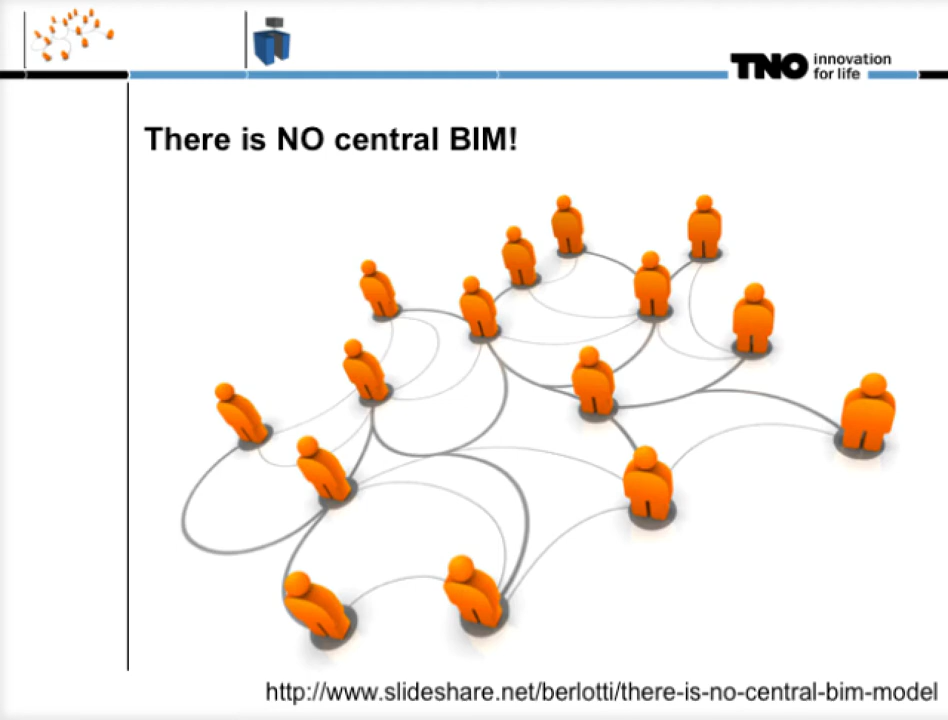 TNO innovation
for life
There is NO central BIM!
http://www.slideshare.net/berlotti/there-is-no-central-bim-model